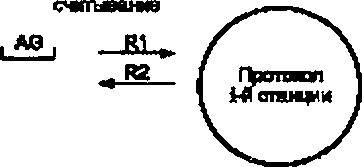 считывание
AG
R1
R2
Протокол
i-й станции